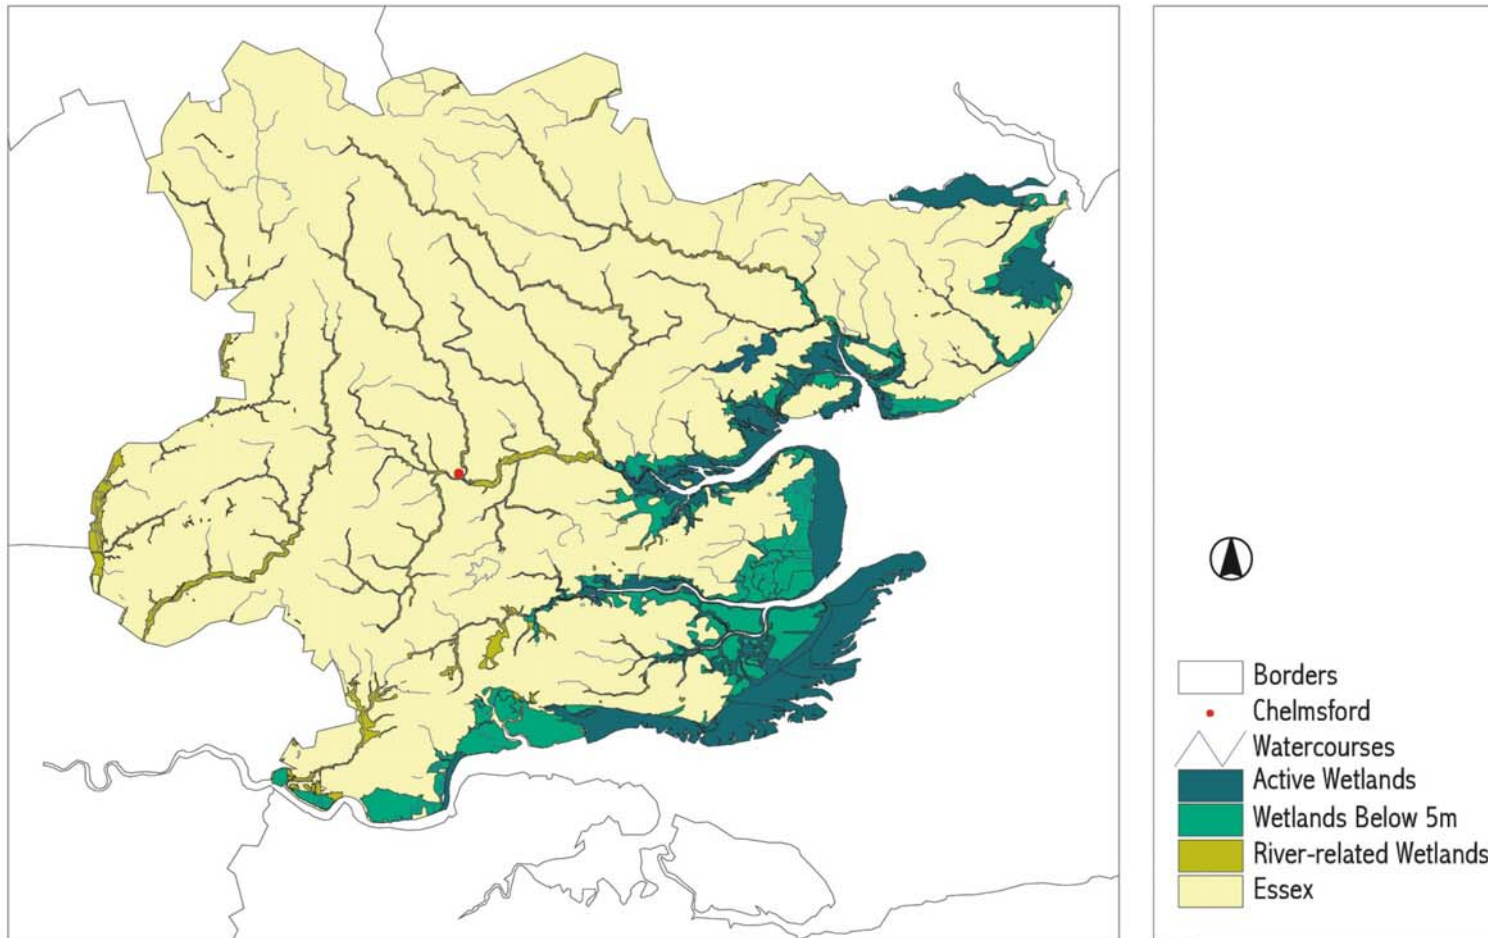 Borders
Chelmsford
Watercourses
Active Wetlands
Wetlands Below 5m
River-related Wetlands
Essex